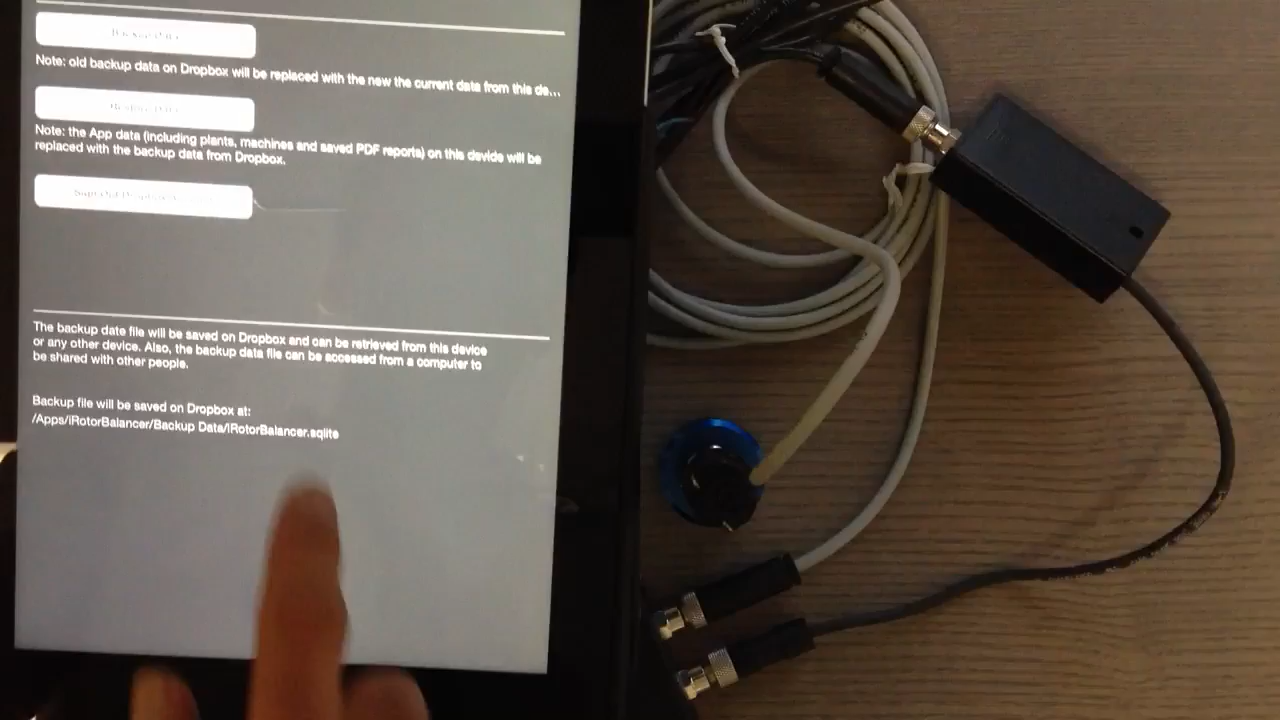 Note: old backup data on Dropbox will be replaced with the new the current data from this de...
Note: the App data (including plants, machines and saved PDF reports) on this devide will be
replaced with the backup data from Dropbox.
The backup date file will be saved on Dropbox and can be retrieved from this device
or any other device. Also, the backup data file can be accessed from a computer to
be shared with other people.
Backup file will be saved on Dropbox at:
/Apps/iRotorBalancer/Backup Data/iRotorBalancer.sqlite